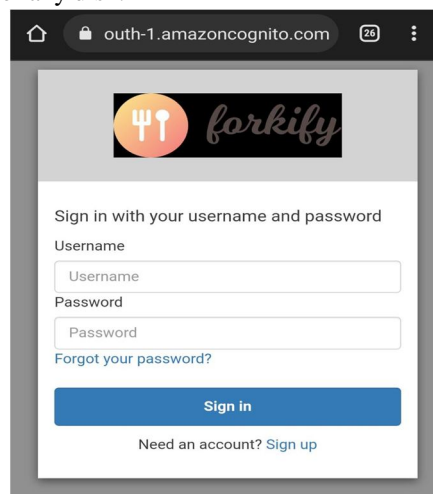 outh-1.amazoncognito.com 26
forkify
Sign in with your username and password
Username
Username
Password
Password
Forgot your password?
Sign in
Need an account? Sign up